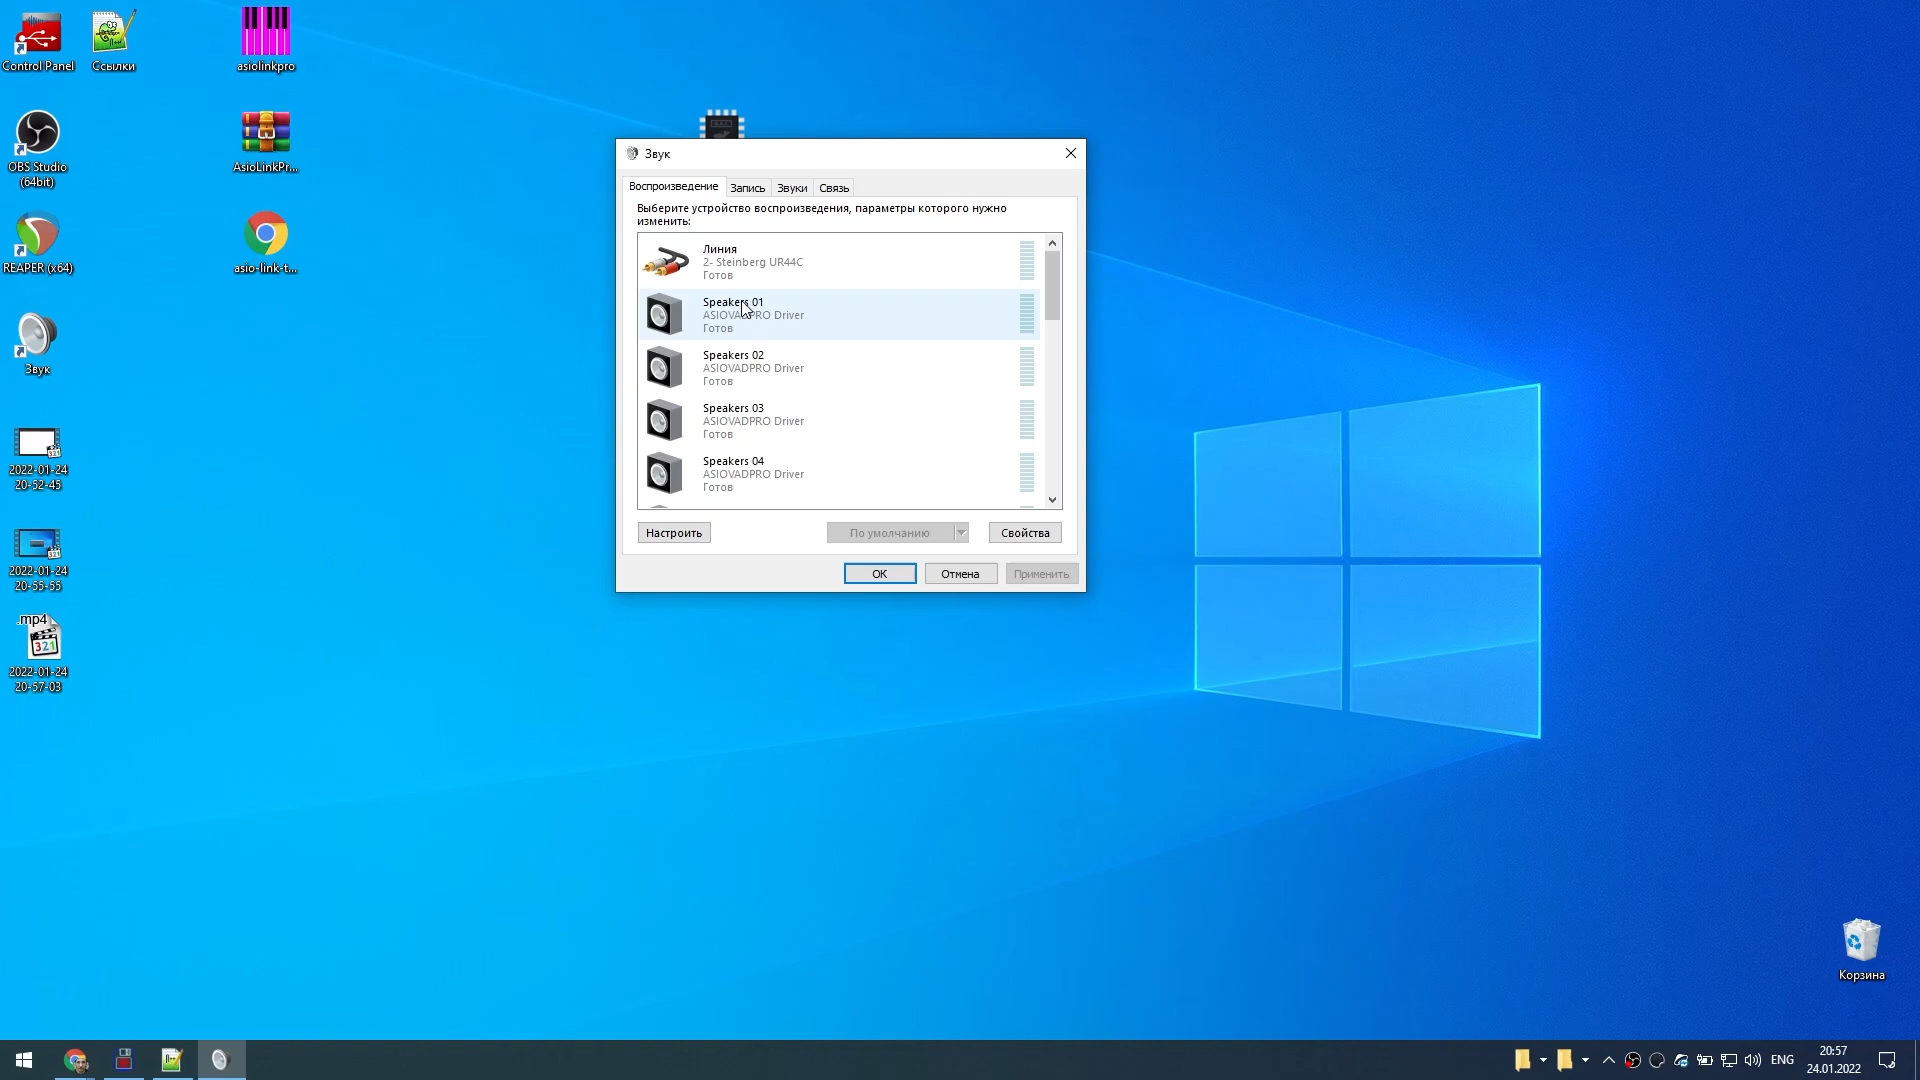 Control Panel
Ссылки
asiolinkpro
OBS Studio
(64bit)
AsioLinkPr...
REAPER (x64)
asio-link-t...
Звук
2022-01-24
20-52-45
2022-01-24
20-55-55
.mp4
321
2022-01-24
20-57-03
Звук
Воспроизведение
Запись
Звуки
Связь
Выберите устройство воспроизведения, параметры которого нужно
изменить:
Линия
2- Steinberg UR44C
Готов
Speakers 01
ASIOVADPRO Driver
Готов
Speakers 02
ASIOVADPRO Driver
Готов
Speakers 03
ASIOVADPRO Driver
Готов
Speakers 04
ASIOVADPRO Driver
Готов
Настроить
По умолчанию
Свойства
ОК
Отмена
Применить
Корзина
ENG
20:57
24.01.2022